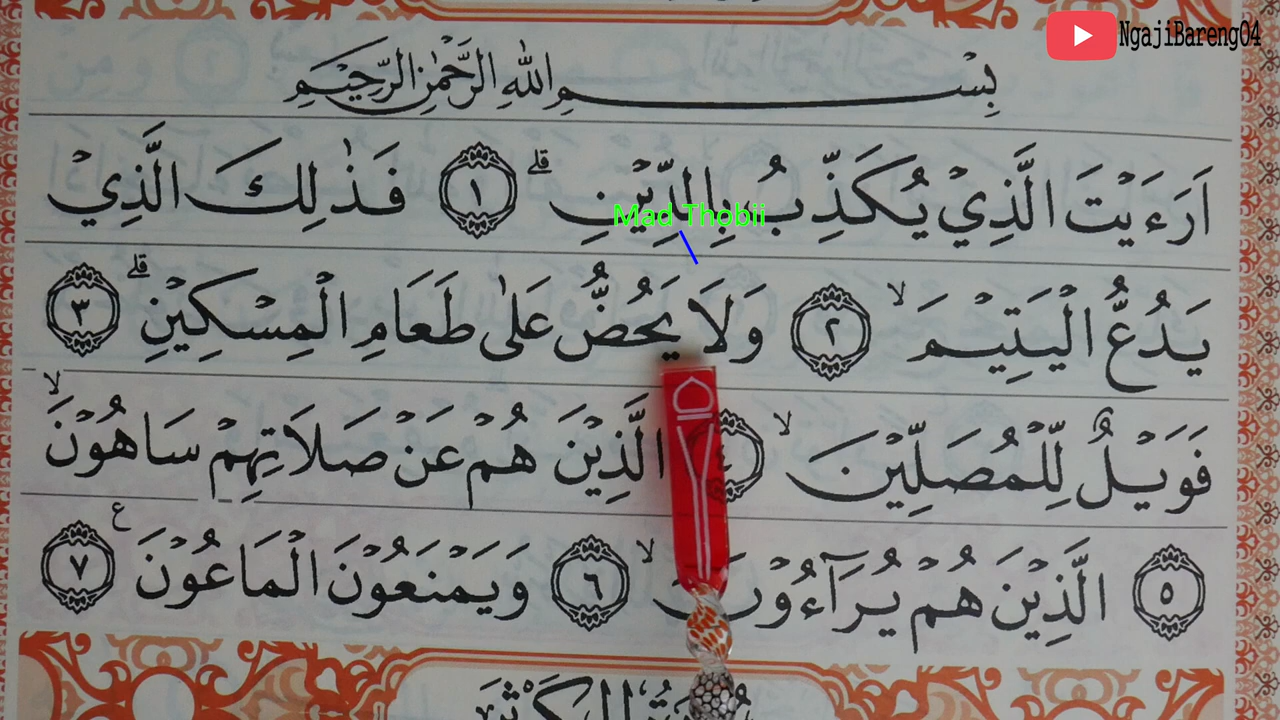 NgajiBareng04
بِسْمِ اللهِ الرَّحْمٰنِ الرَّحِيْمِ
اَرَءَيْتَ الَّذِيْ يُكَذِّبُ بِالدِّيْنِۗ ١ فَذٰلِكَ الَّذِيْ
Mad Thobii
يَدُعُّ الْيَتِيْمَۙ ٢ وَلَا يَحُضُّ عَلٰى طَعَامِ الْمِسْكِيْنِۗ ٣
فَوَيْلٌ لِّلْمُصَلِّيْنَۙ ٤ الَّذِيْنَ هُمْ عَنْ صَلَاتِهِمْ سَاهُوْنَۙ
٥ الَّذِيْنَ هُمْ يُرَآءُوْنَۙ ٦ وَيَمْنَعُوْنَ الْمَاعُوْنَ ع ٧